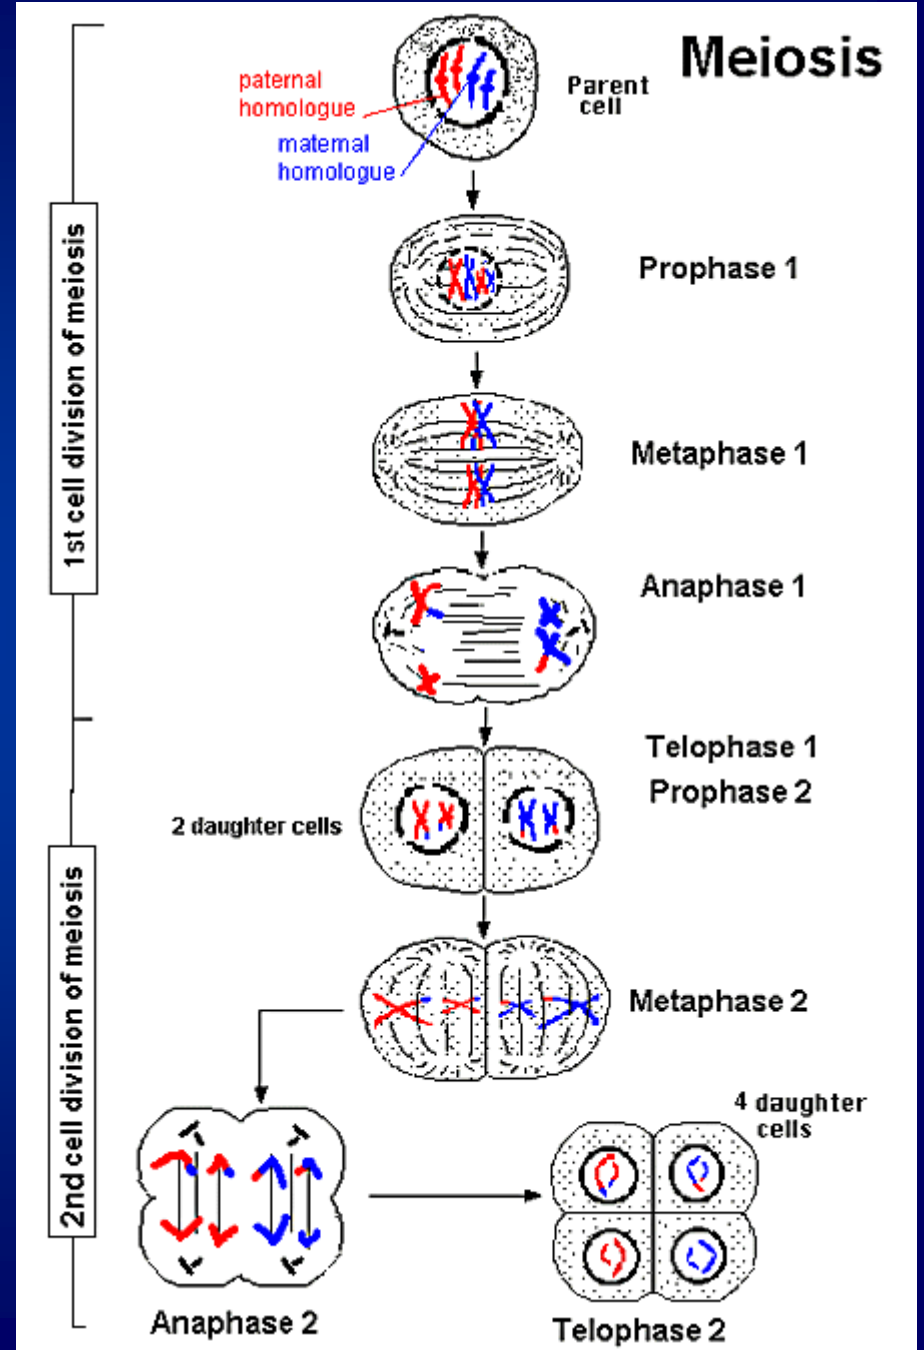 Meiosis
paternal
homologue
maternal
homologue
Parent
cell
1st cell division of meiosis
Prophase 1
Metaphase 1
Anaphase 1
Telophase 1
Prophase 2
2 daughter cells
2nd cell division of meiosis
Metaphase 2
4 daughter
cells
Anaphase 2
Telophase 2